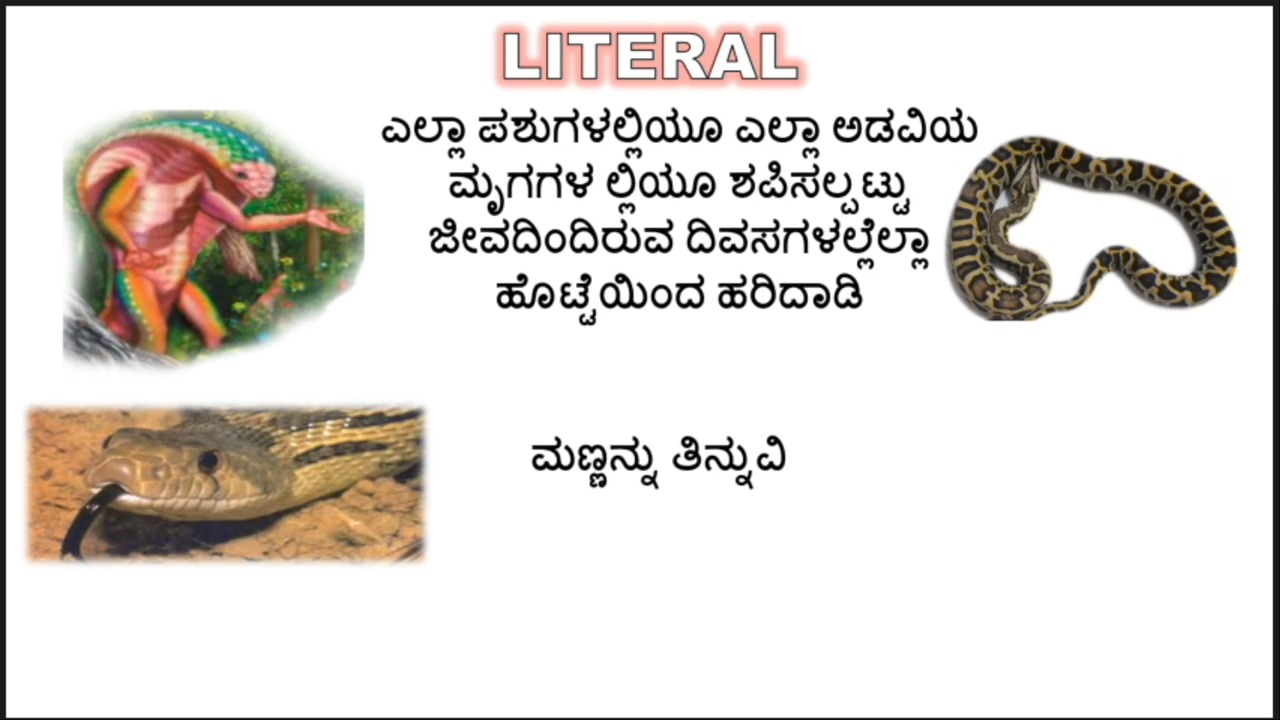 LITERAL
ಎಲ್ಲಾ ಪಶುಗಳಲ್ಲಿಯೂ ಎಲ್ಲಾ ಅಡವಿಯ
ಮೃಗಗಳ ಲ್ಲಿಯೂ ಶಪಿಸಲ್ಪಟ್ಟು
ಜೀವದಿಂದಿರುವ ದಿವಸಗಳಲ್ಲೆಲ್ಲಾ
ಹೊಟ್ಟೆಯಿಂದ ಹರಿದಾಡಿ
ಮಣ್ಣನ್ನು ತಿನ್ನುವಿ